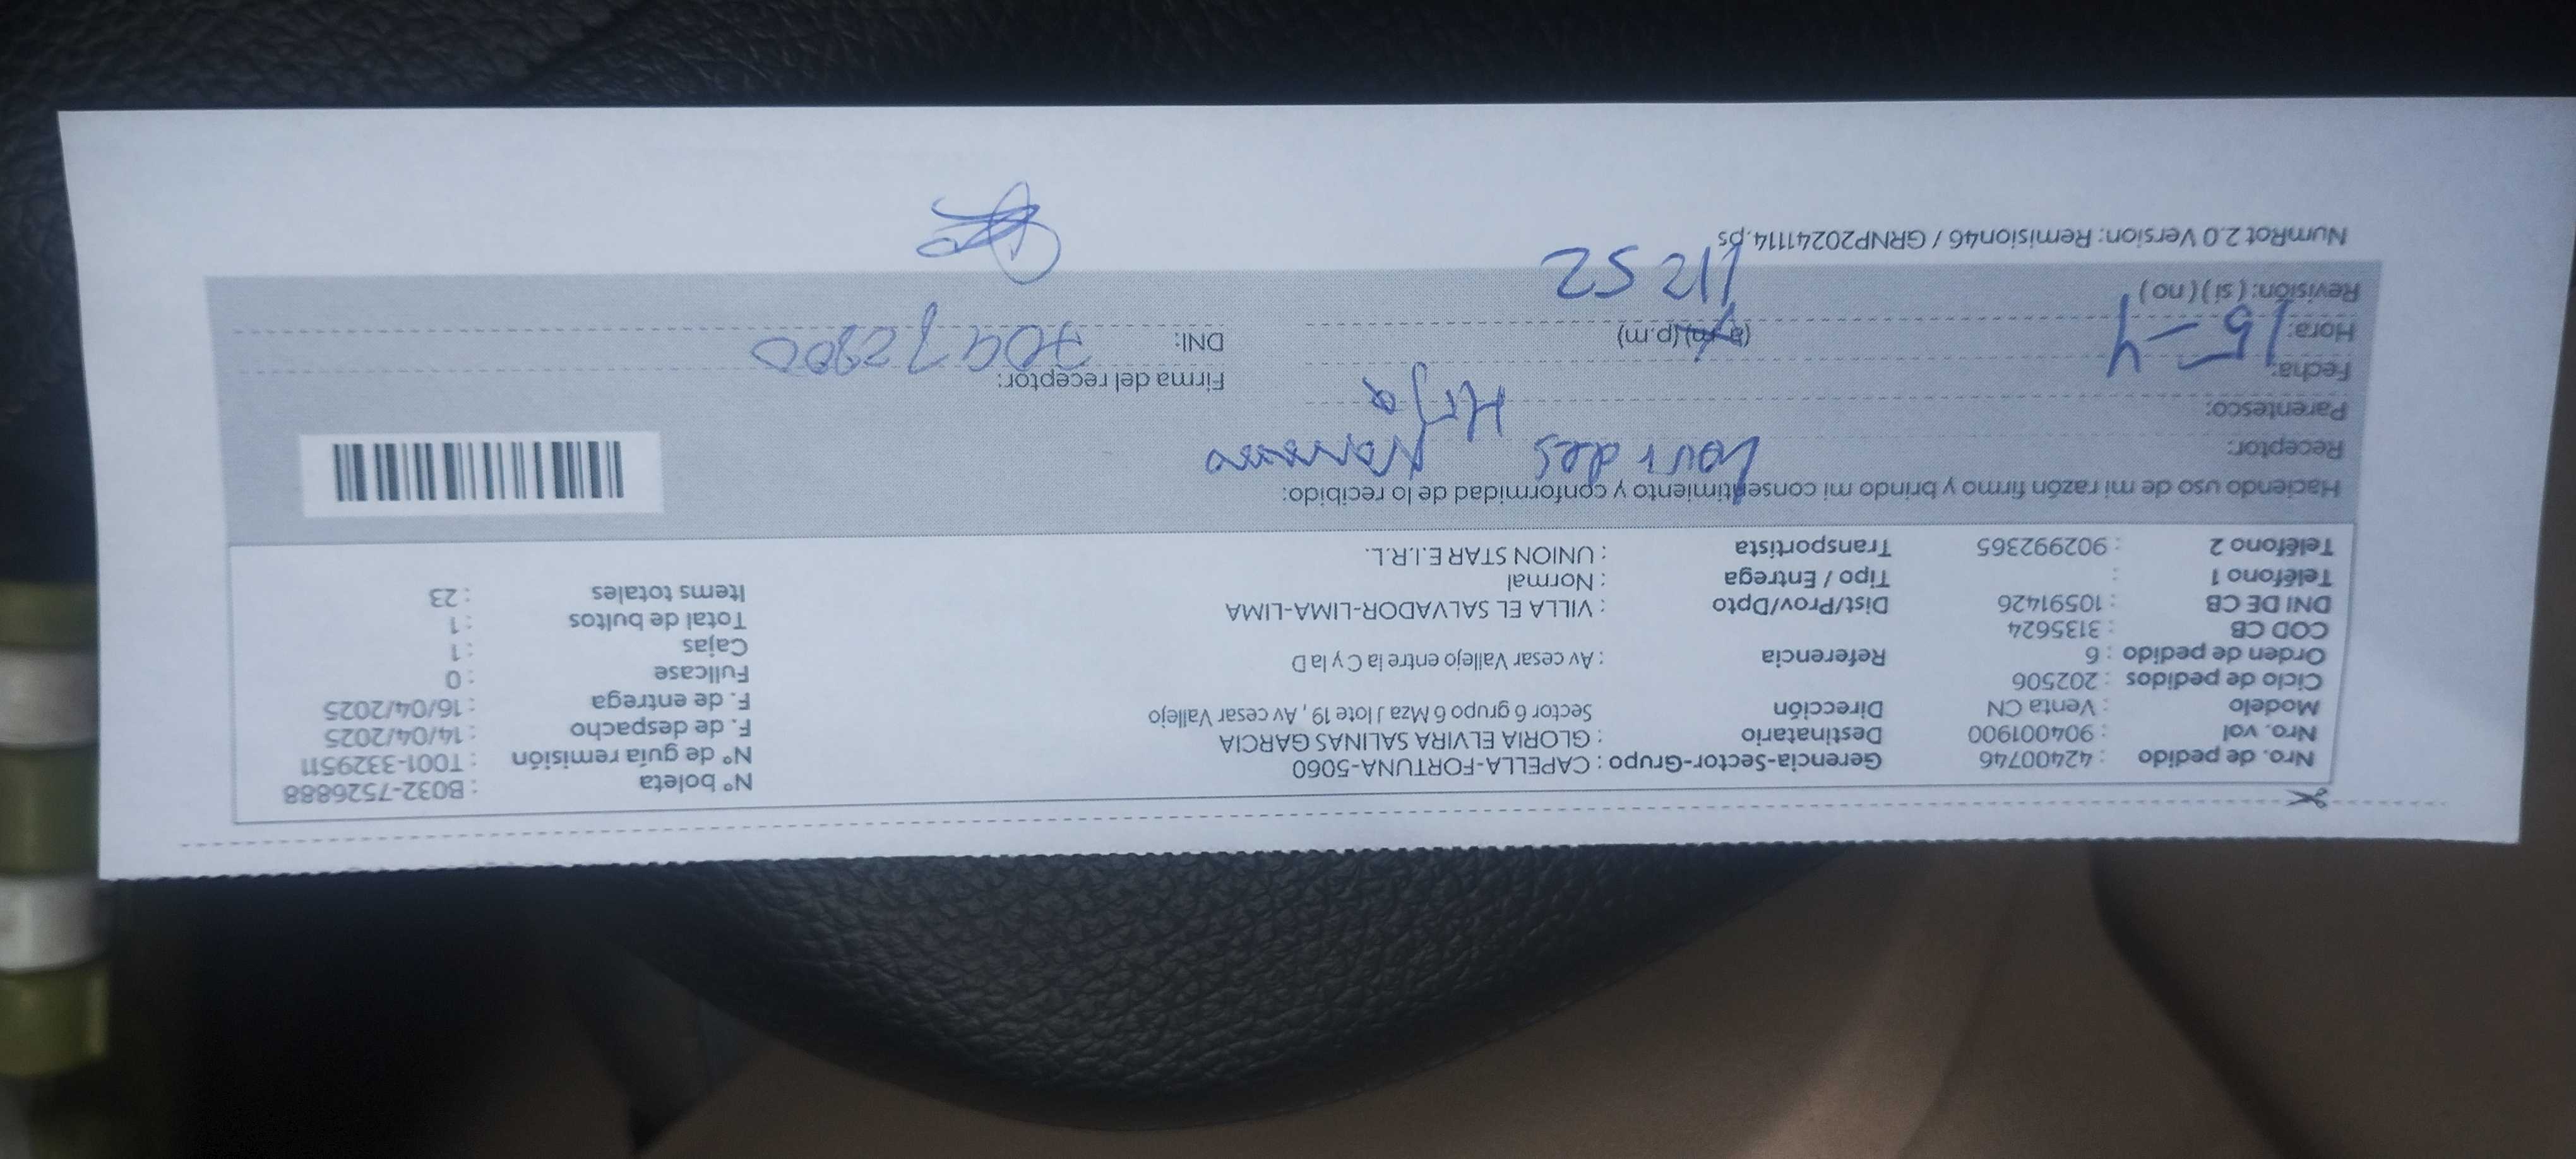 Nro. de pedido : 42400746 Gerencia-Sector-Grupo : CAPELLA-FORTUNA-5060 N° boleta : B032-7526888
Nro. vol : 904001900 Destinatario : GLORIA ELVIRA SALINAS GARCIA N° de guía remisión : T001-3329511
Modelo : Venta CN Dirección Sector 6 grupo 6 Mza J lote 19 , Av cesar Vallejo F. de despacho : 14/04/2025
Ciclo de pedidos : 202506 F. de entrega : 16/04/2025
Orden de pedido : 6 Referencia : Av cesar Vallejo entre la C y la D Fullcase : 0
COD CB : 3135624 Cajas : 1
DNI DE CB : 10591426 Dist/Prov/Dpto : VILLA EL SALVADOR-LIMA-LIMA Total de bultos : 1
Teléfono 1 : Tipo / Entrega : Normal Items totales : 23
Teléfono 2 : 902992365 Transportista : UNION STAR E.I.R.L.
Haciendo uso de mi razón firmo y brindo mi consentimiento y conformidad de lo recibido:
Receptor: Lourdes
Parentesco: Hija
Fecha: 15-4 Firma del receptor:
Hora: (a.m) (p.m) DNI:
Revisión: ( si ) ( no ) 12 52
NumRot 2.0 Version: Remision46 / GRNP20241114.ps